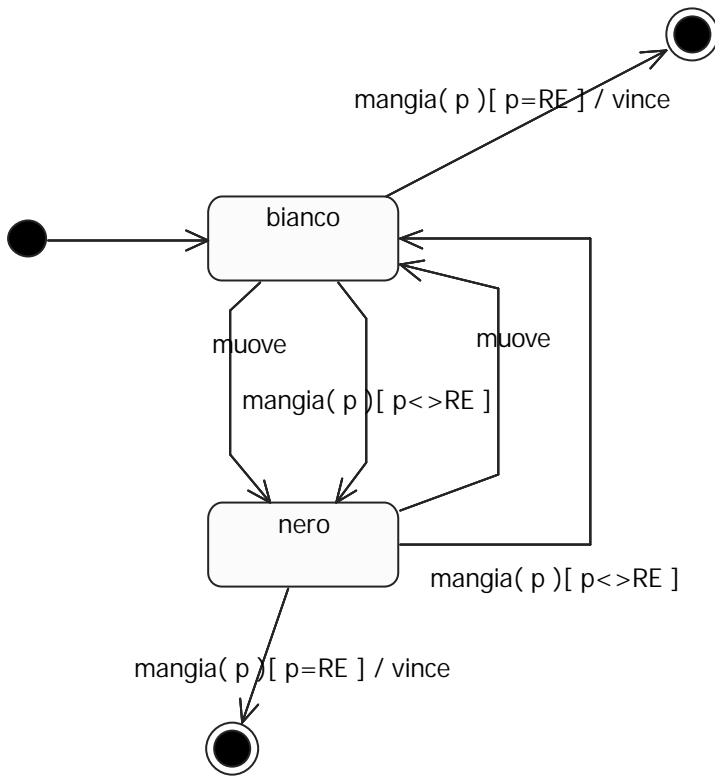 mangia( p )[ p=RE ] / vince
bianco
muove
muove
mangia( p )[ p<>RE ]
nero
mangia( p )[ p<>RE ]
mangia( p )[ p=RE ] / vince